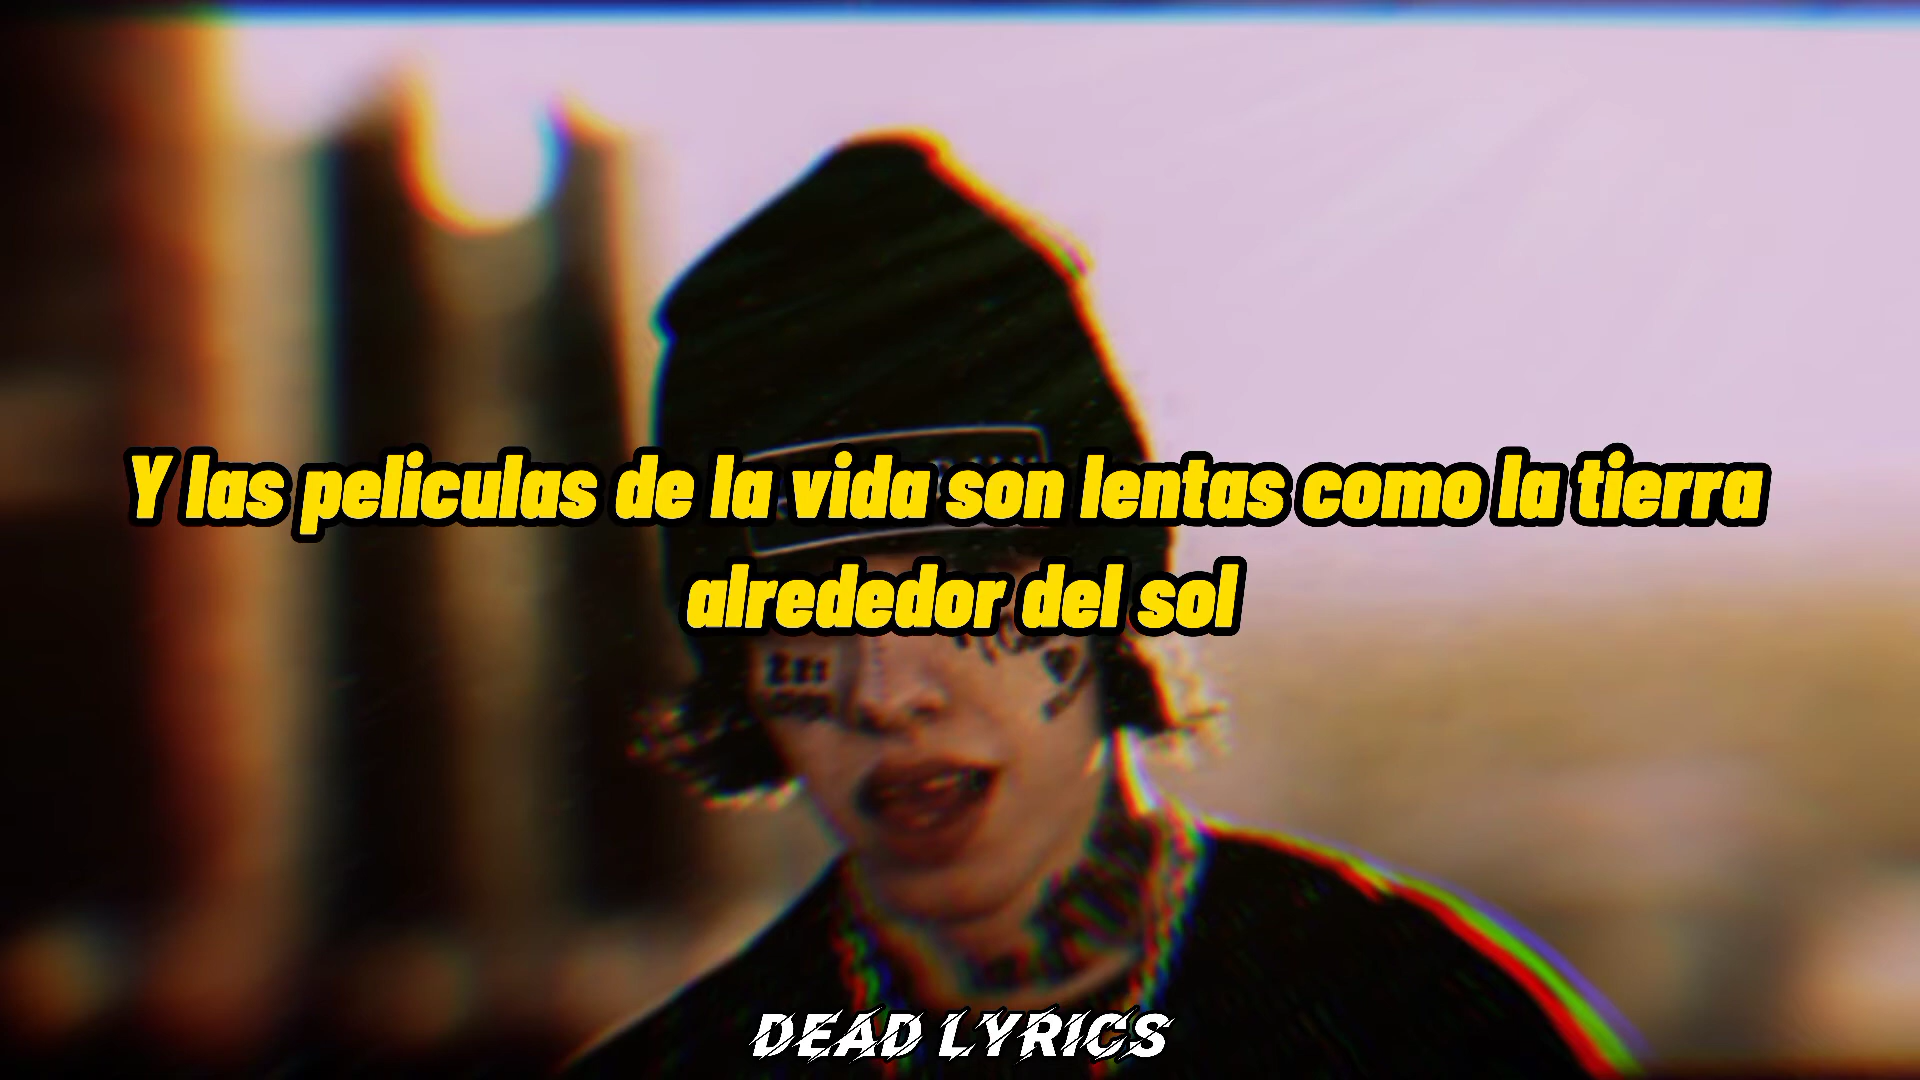 Y las peliculas de la vida son lentas como la tierra
alrededor del sol
DEAD LYRICS